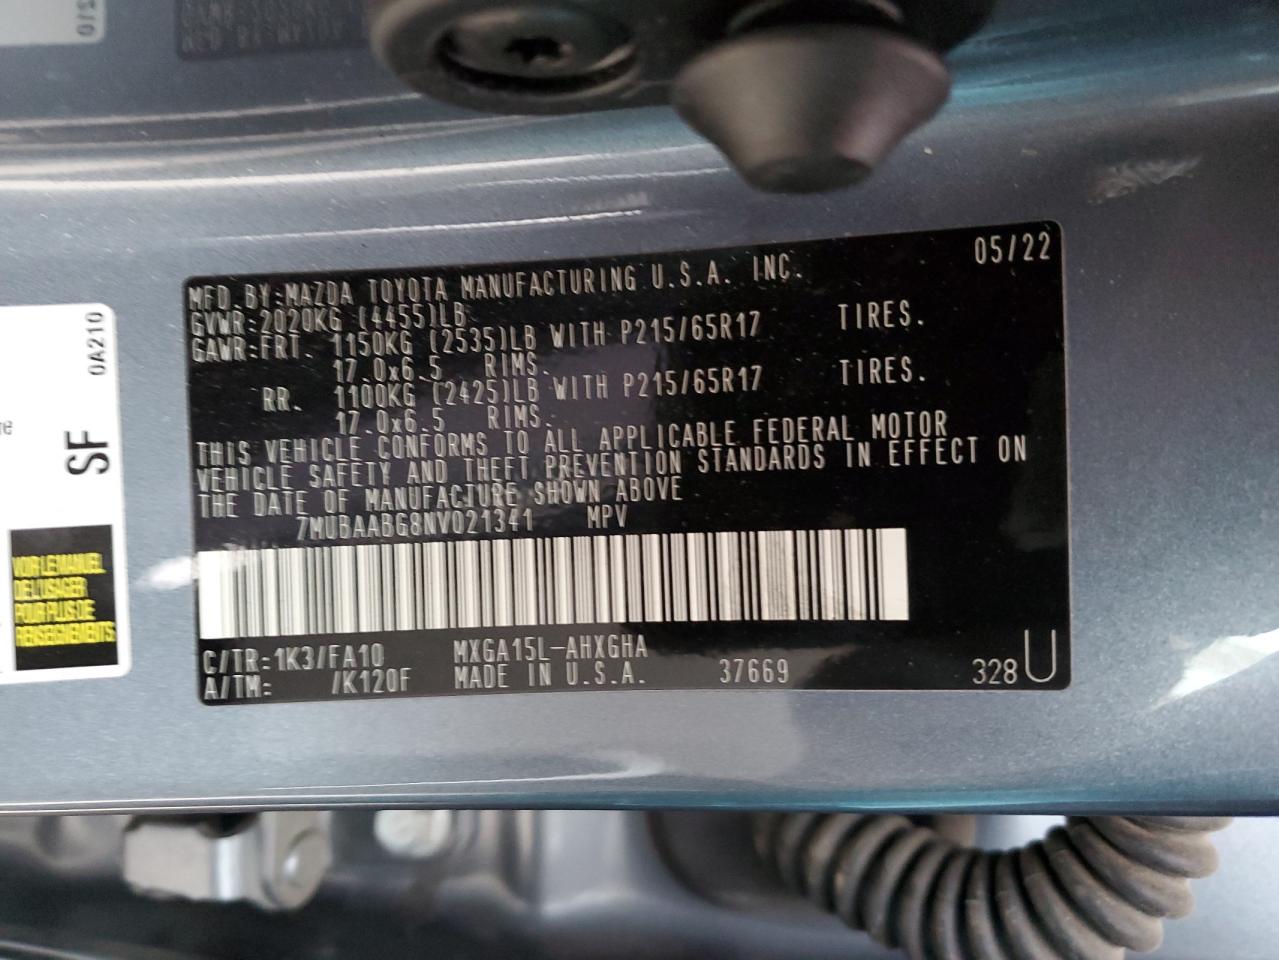 05/22
MFD.BY:MAZDA TOYOTA MANUFACTURING U.S.A. INC.
GVWR:2020KG (4455)LB
GAWR:FRT. 1150KG (2535)LB WITH P215/65R17 TIRES.
17.0x6.5 RIMS.
RR. 1100KG (2425)LB WITH P215/65R17 TIRES.
17.0x6.5 RIMS.
THIS VEHICLE CONFORMS TO ALL APPLICABLE FEDERAL MOTOR
VEHICLE SAFETY AND THEFT PREVENTION STANDARDS IN EFFECT ON
THE DATE OF MANUFACTURE SHOWN ABOVE
7MUBAABG8NV021341 MPV
C/TR:1K3/FA10 MXGA15L-AHXGHA
A/TM: /K120F MADE IN U.S.A. 37669 328 U
0A210
SF
VOIR LE MANUEL
DE L'USAGER
POUR PLUS DE
RENSEIGNEMENTS